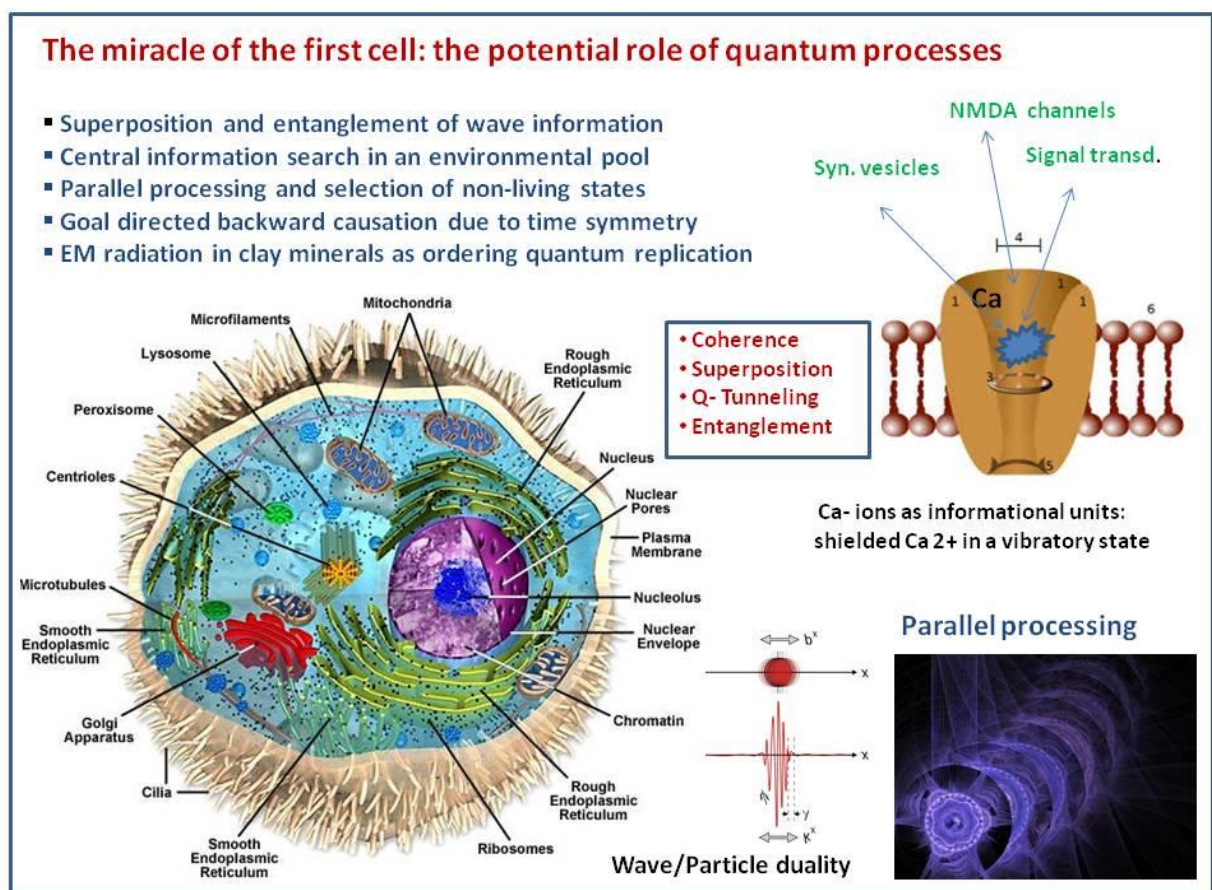 The miracle of the first cell: the potential role of quantum processes
▪ Superposition and entanglement of wave information
▪ Central information search in an environmental pool
▪ Parallel processing and selection of non-living states
▪ Goal directed backward causation due to time symmetry
▪ EM radiation in clay minerals as ordering quantum replication
NMDA channels
Signal transd.
Syn. vesicles
4
Ca
1
1
1
6
3
5
• Coherence
• Superposition
• Q- Tunneling
• Entanglement
Ca- ions as informational units:
shielded Ca 2+ in a vibratory state
Mitochondria
Microfilaments
Lysosome
Rough
Endoplasmic
Reticulum
Peroxisome
Centrioles
Nucleus
Nuclear
Pores
Plasma
Membrane
Nucleolus
Microtubules
Nuclear
Envelope
Smooth
Endoplasmic
Reticulum
Golgi
Apparatus
Chromatin
Cilia
Rough
Endoplasmic
Reticulum
Smooth
Endoplasmic
Reticulum
Ribosomes
bˣ
x
x
y
Kˣ
Wave/Particle duality
Parallel processing